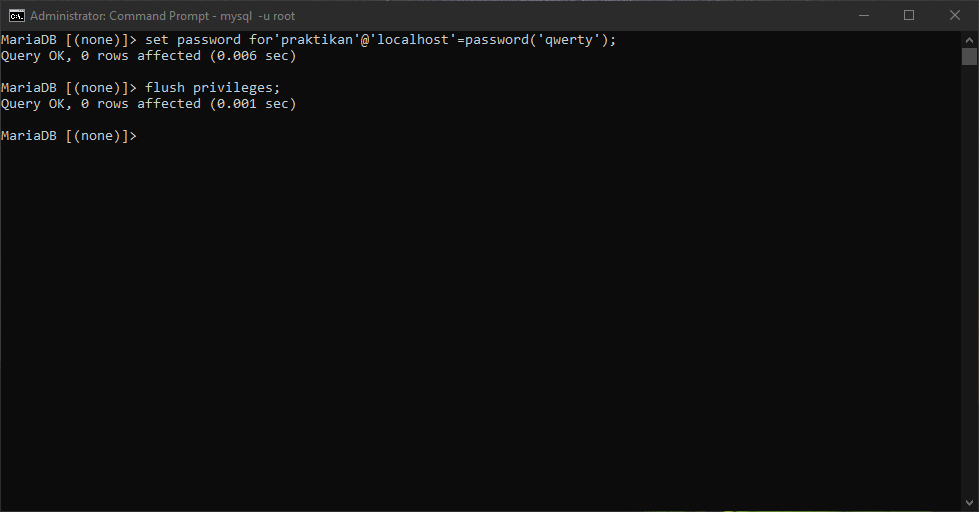 Administrator: Command Prompt - mysql  -u root
MariaDB [(none)]> set password for'praktikan'@'localhost'=password('qwerty');
Query OK, 0 rows affected (0.006 sec)
MariaDB [(none)]> flush privileges;
Query OK, 0 rows affected (0.001 sec)
MariaDB [(none)]>